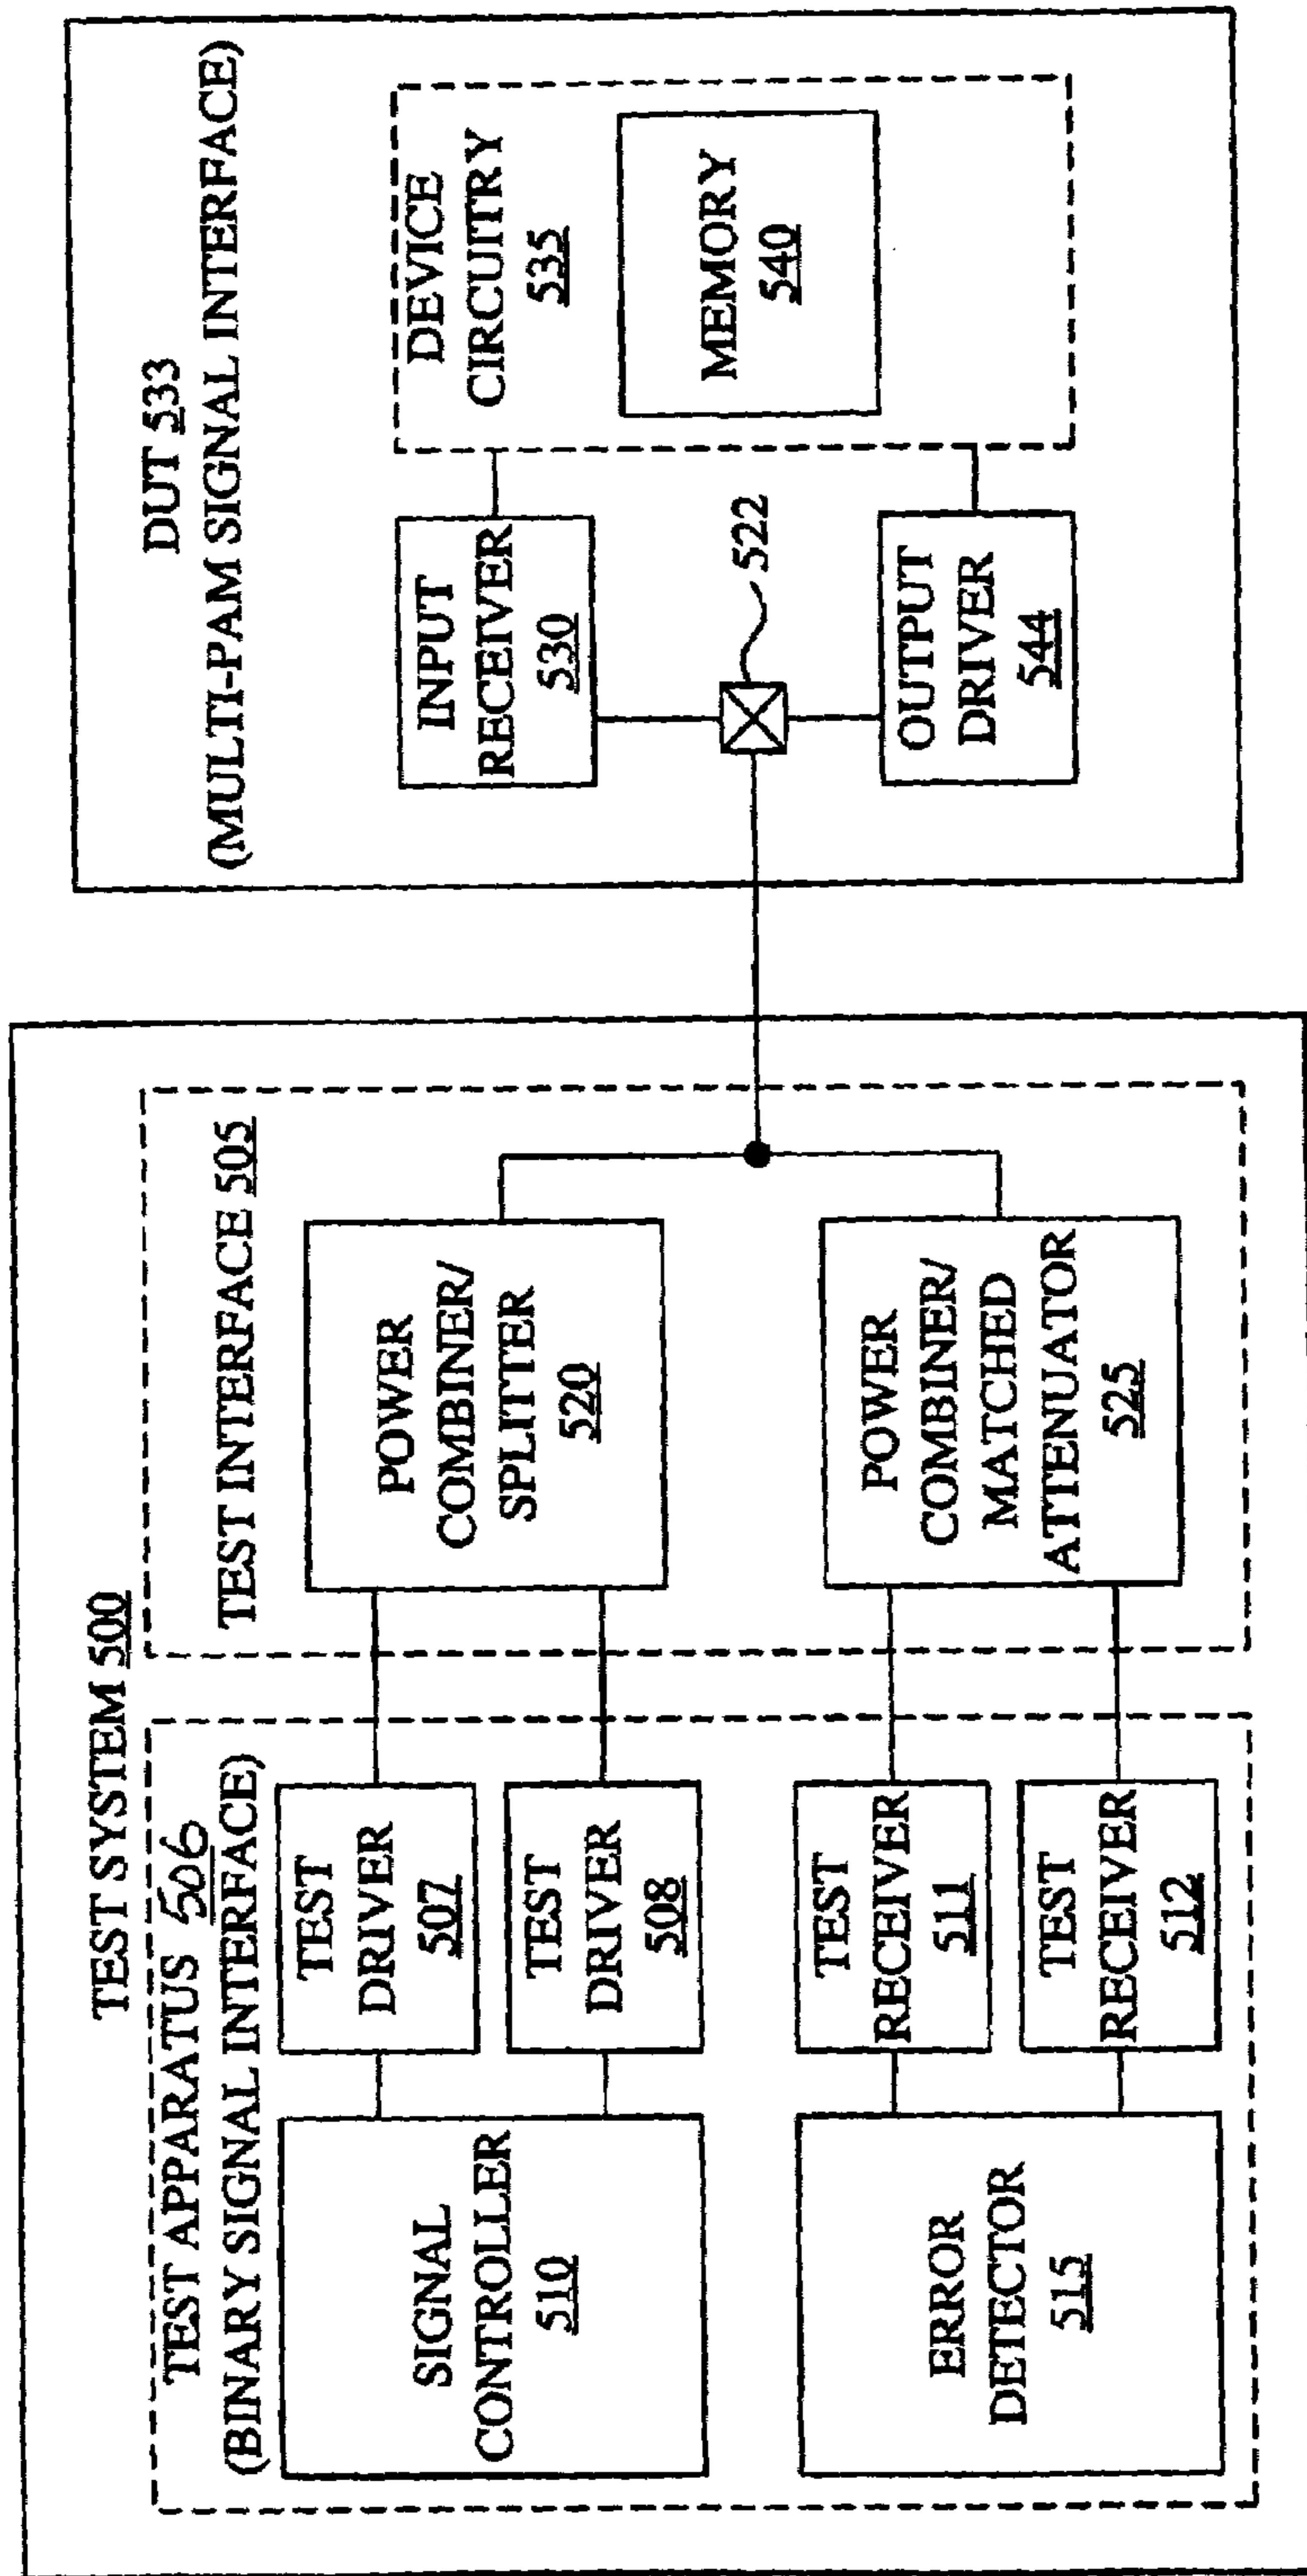 TEST SYSTEM 500
TEST APPARATUS 506
(BINARY SIGNAL INTERFACE)
SIGNAL
CONTROLLER
510
TEST
DRIVER
507
TEST
DRIVER
508
ERROR
DETECTOR
515
TEST
RECEIVER
511
TEST
RECEIVER
512
TEST INTERFACE 505
POWER
COMBINER/
SPLITTER
520
POWER
COMBINER/
MATCHED
ATTENUATOR
525
DUT 533
(MULTI-PAM SIGNAL INTERFACE)
INPUT
RECEIVER
530
522
OUTPUT
DRIVER
544
DEVICE
CIRCUITRY
535
MEMORY
540